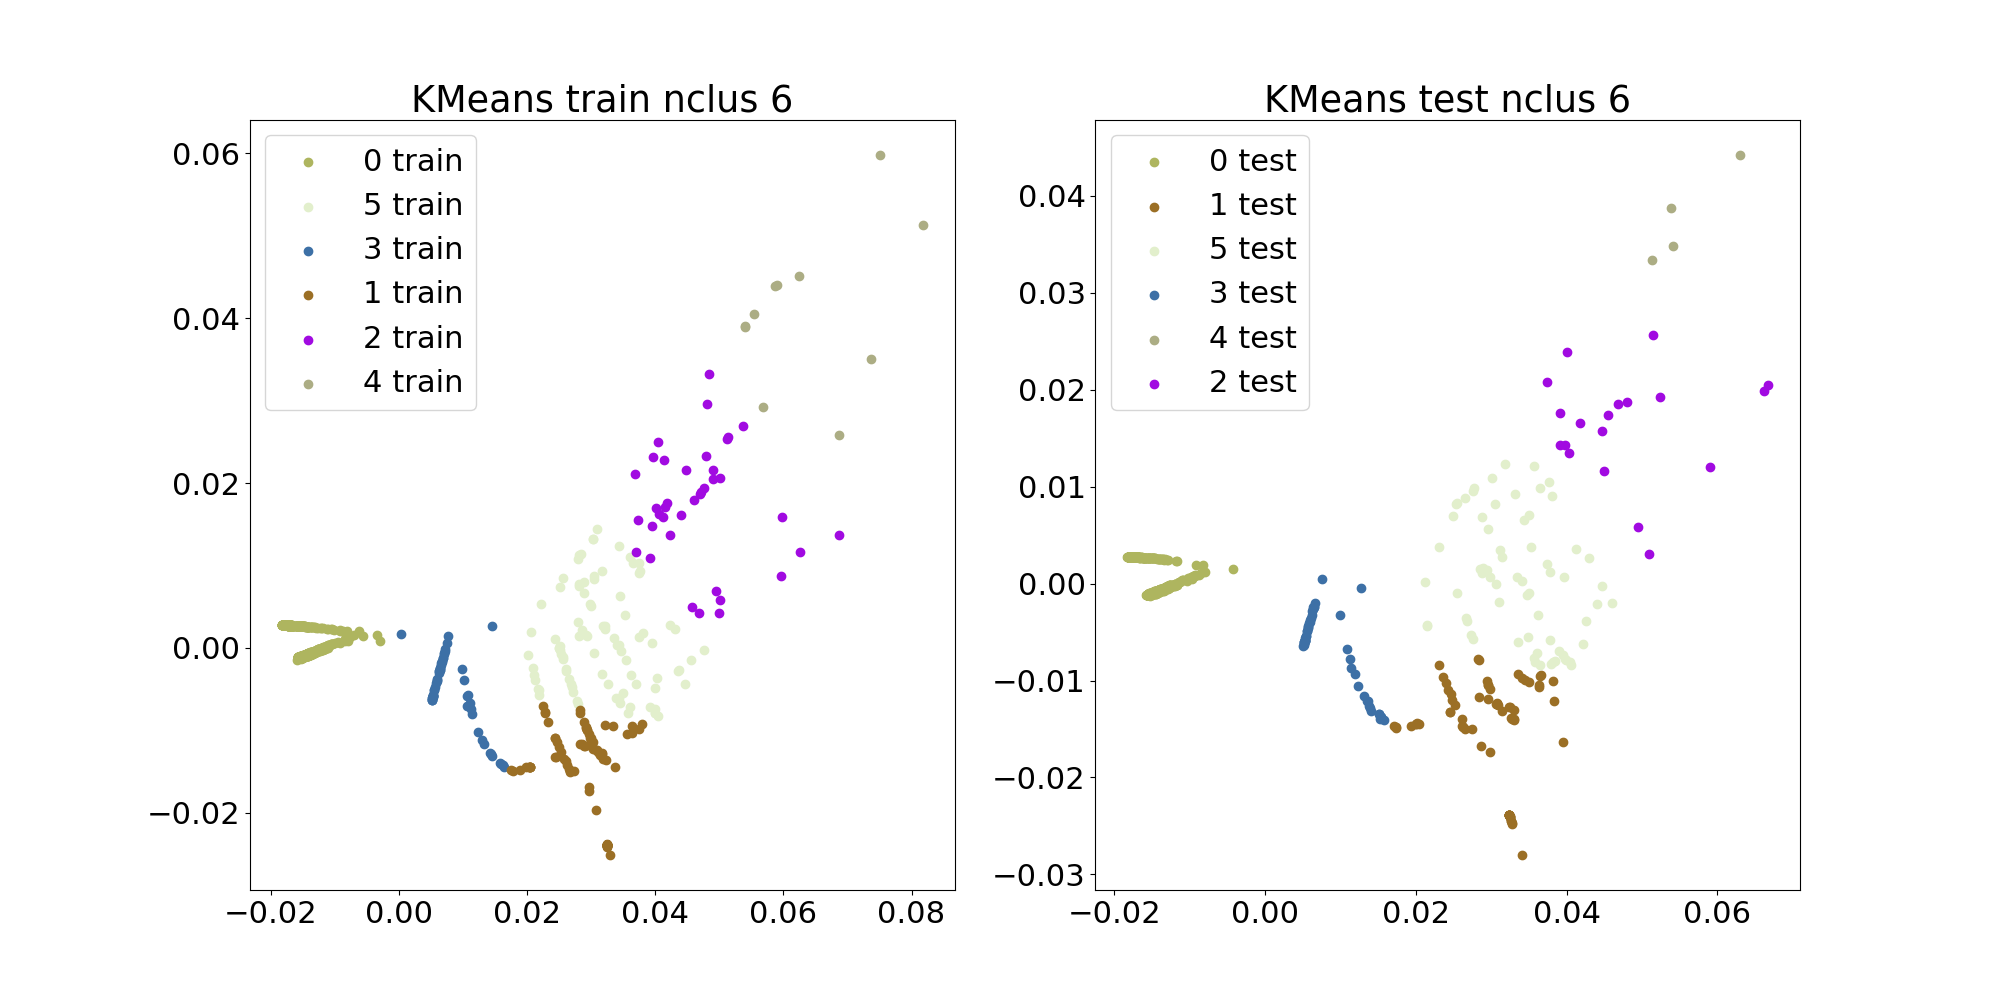 KMeans train nclus 6
0 train
5 train
3 train
1 train
2 train
4 train
0.06
0.04
0.02
0.00
−0.02
−0.02 0.00 0.02 0.04 0.06 0.08
KMeans test nclus 6
0 test
1 test
5 test
3 test
4 test
2 test
0.04
0.03
0.02
0.01
0.00
−0.01
−0.02
−0.03
−0.02 0.00 0.02 0.04 0.06